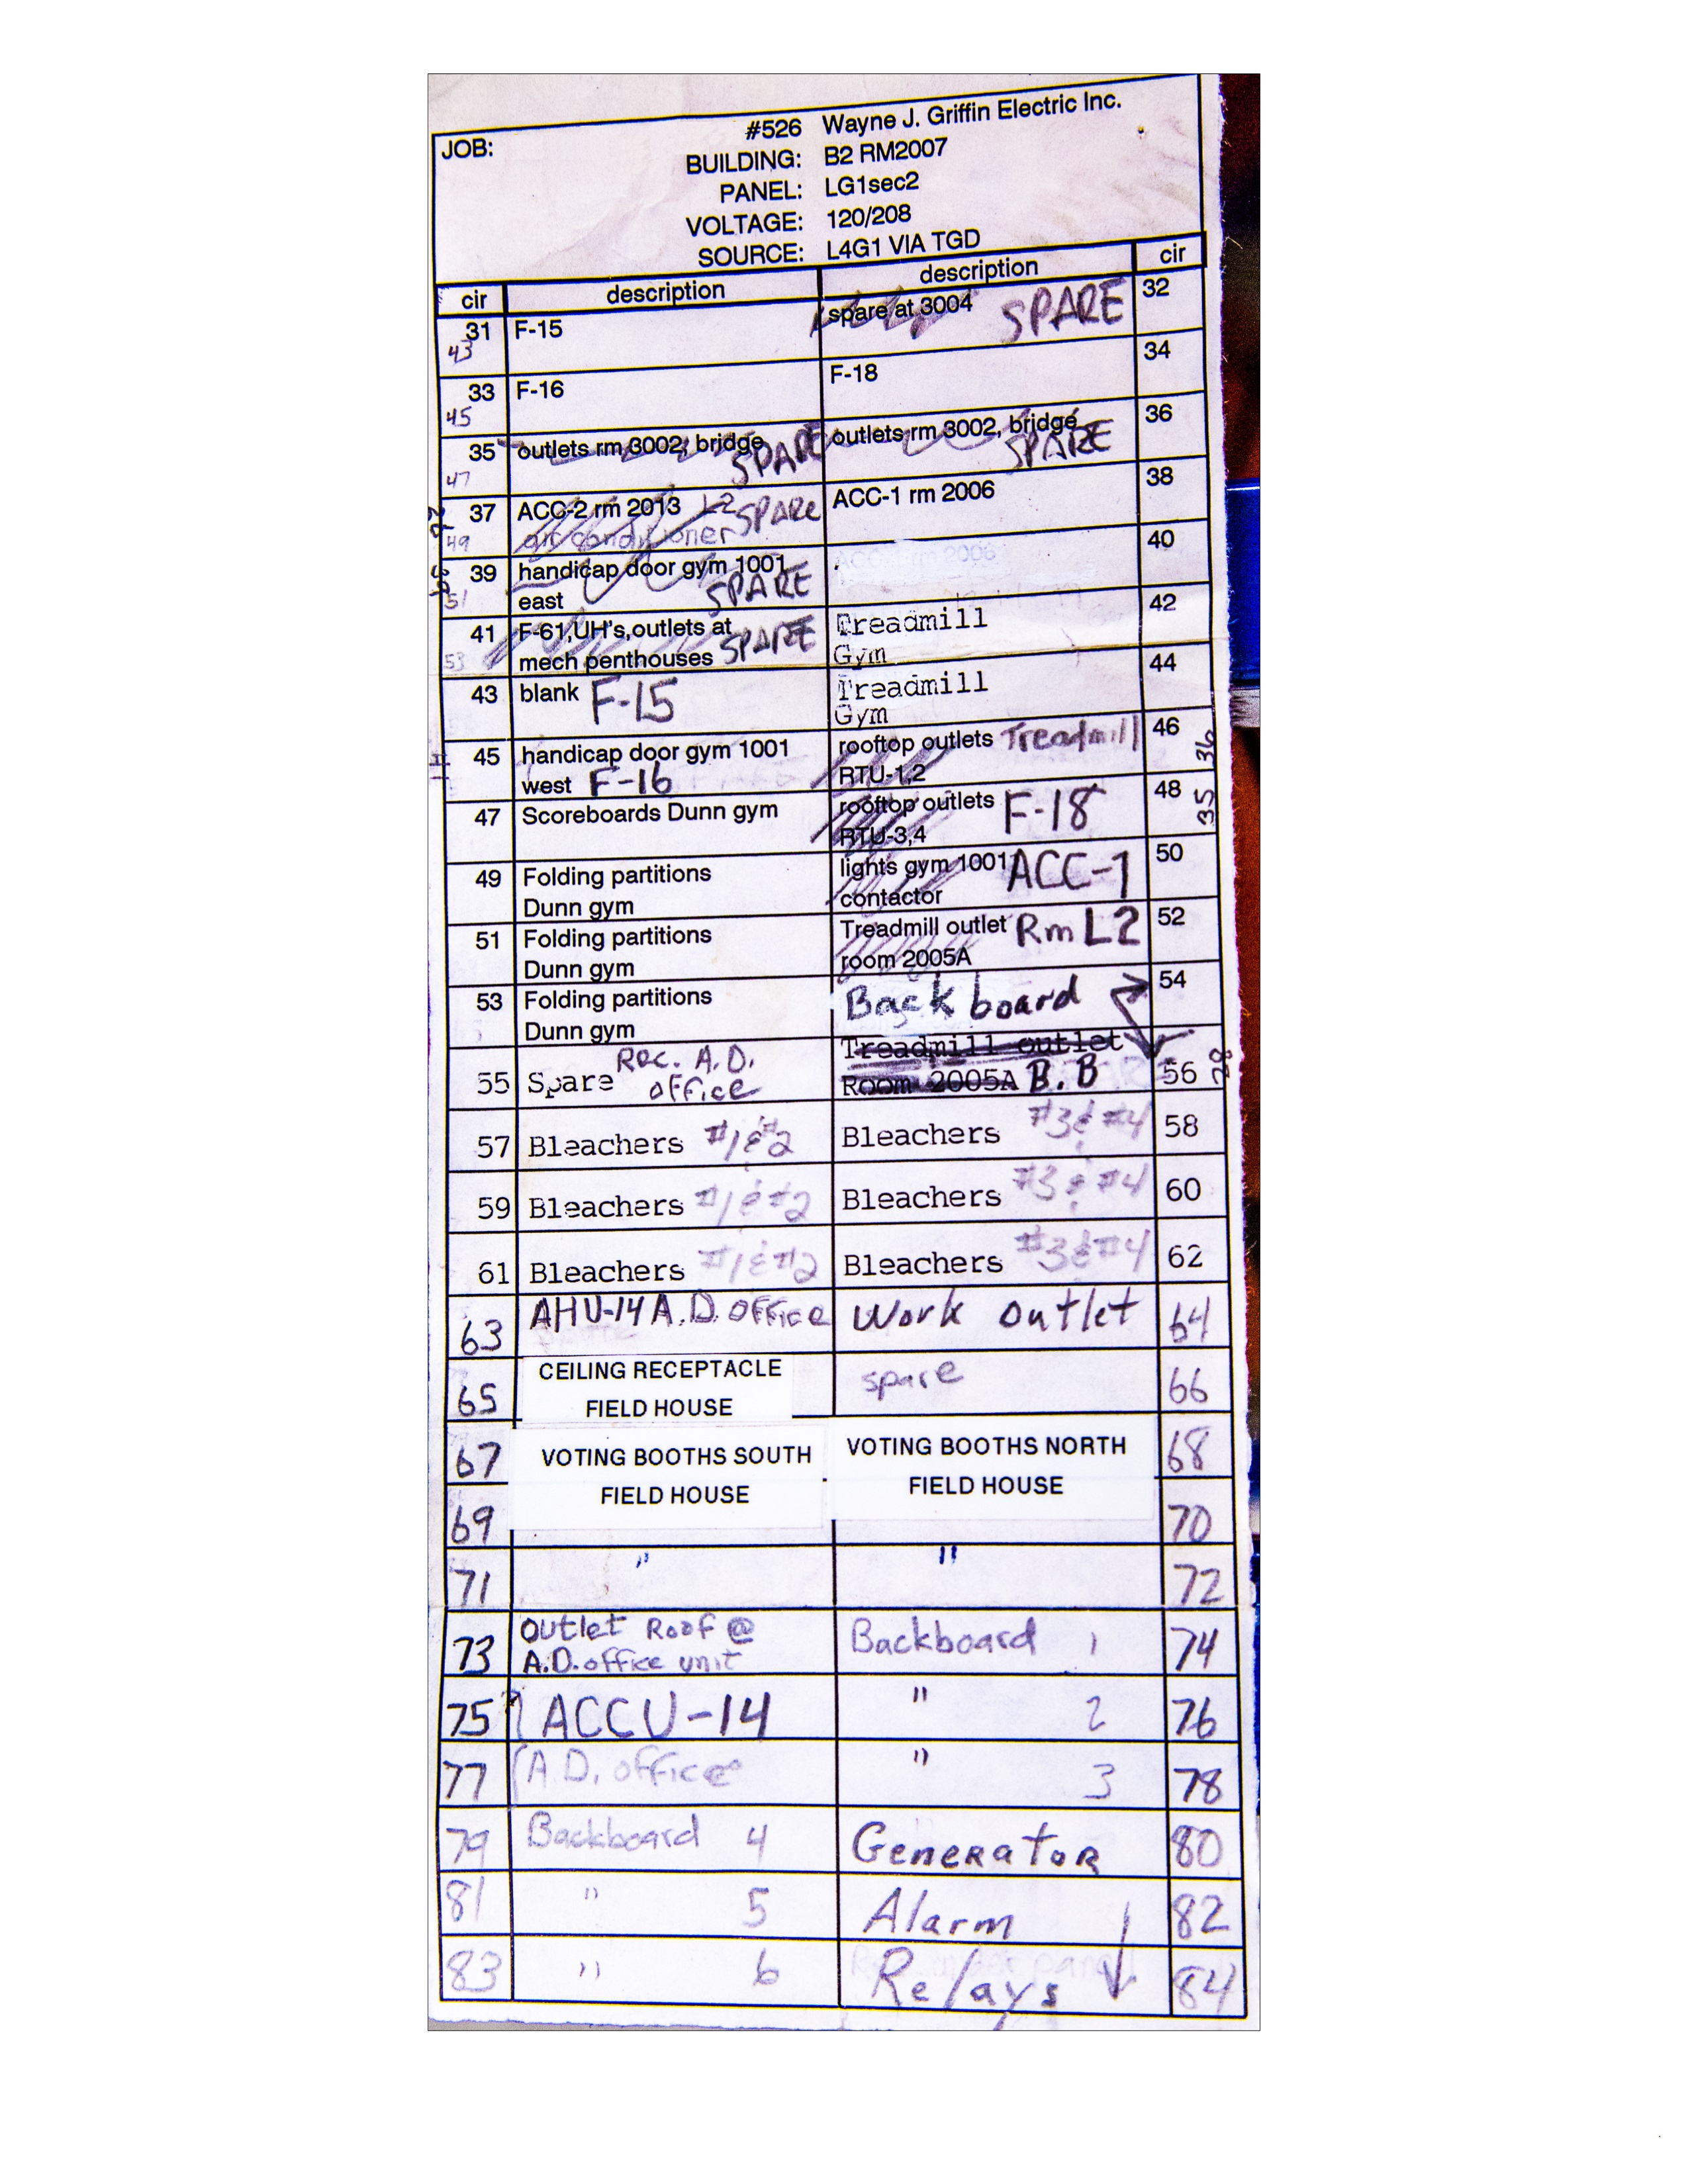 JOB: #526 Wayne J. Griffin Electric Inc.
BUILDING: B2 RM2007
PANEL: LG1sec2
VOLTAGE: 120/208
SOURCE: L4G1 VIA TGD
cir description description cir
31 F-15 spare at 3004 SPARE 32
43
33 F-16 F-18 34
45
35 outlets rm 3002, bridge SPARE outlets rm 3002, bridge SPARE 36
47
37 ACC-2 rm 2013 L2 SPARE ACC-1 rm 2006 38
49 air conditioner
39 handicap door gym 1001 ACC-1 rm 2006 40
51 east SPARE
41 F-61,UH's,outlets at SPARE Treadmill 42
53 mech penthouses Gym
43 blank F-15 Treadmill 44
Gym
45 handicap door gym 1001 rooftop outlets Treadmill 46
west F-16 RTU-1,2 36
47 Scoreboards Dunn gym rooftop outlets F-18 48
RTU-3,4 35
49 Folding partitions lights gym 1001 ACC-1 50
Dunn gym contactor
51 Folding partitions Treadmill outlet Rm L2 52
Dunn gym room 2005A
53 Folding partitions Back board 54
Dunn gym
55 Spare Rec. A.D. Treadmill outlet 56
office Room 2005A B.B 28
57 Bleachers #1&#2 Bleachers #3&#4 58
59 Bleachers #1&#2 Bleachers #3&#4 60
61 Bleachers #1&#2 Bleachers #3&#4 62
63 AHU-14 A.D. office Work outlet 64
65 CEILING RECEPTACLE spare 66
FIELD HOUSE
67 VOTING BOOTHS SOUTH VOTING BOOTHS NORTH 68
FIELD HOUSE FIELD HOUSE
69 70
71 " " 72
73 Outlet Roof @ Backboard 1 74
A.D. office unit
75 ACCU-14 " 2 76
77 A.D. office " 3 78
79 Backboard 4 Generator 80
81 " 5 Alarm 82
83 " 6 Relays 84